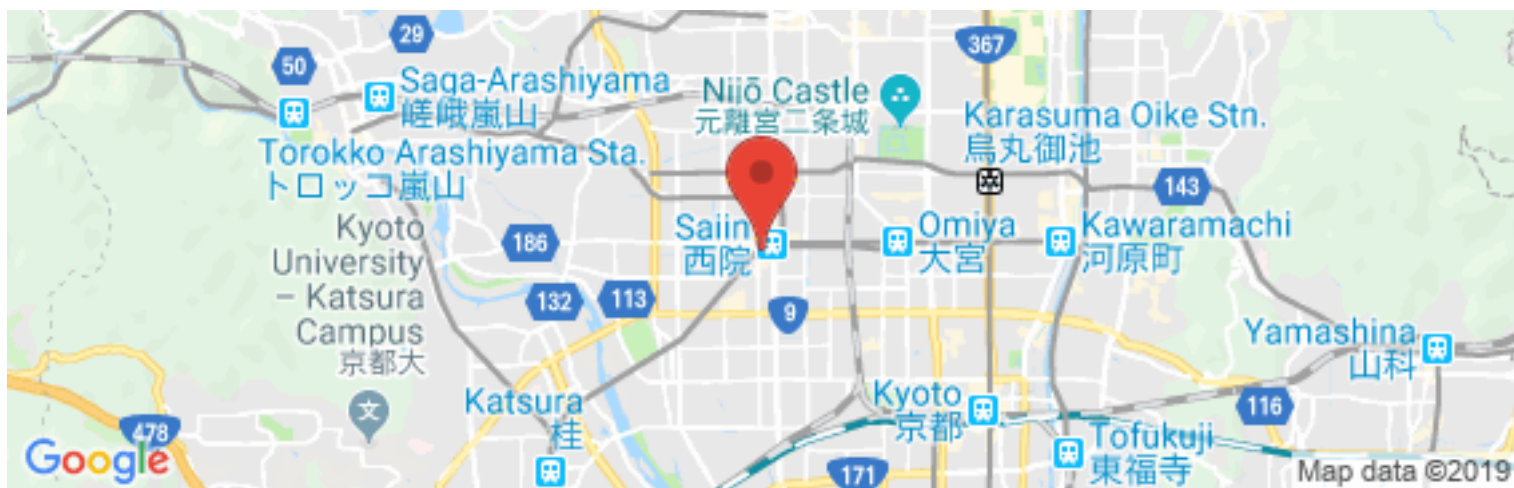 29
367
50
Saga-Arashiyama
嵯峨嵐山
Nijō Castle
元離宮二条城
Karasuma Oike Stn.
烏丸御池
Torokko Arashiyama Sta.
トロッコ嵐山
143
Kyoto
University
– Katsura
Campus
京都大
186
Saiin
西院
Omiya
大宮
Kawaramachi
河原町
132
113
9
Yamashina
山科
Katsura
桂
Kyoto
京都
116
478
Tofukuji
東福寺
171
文
Google
Map data ©2019